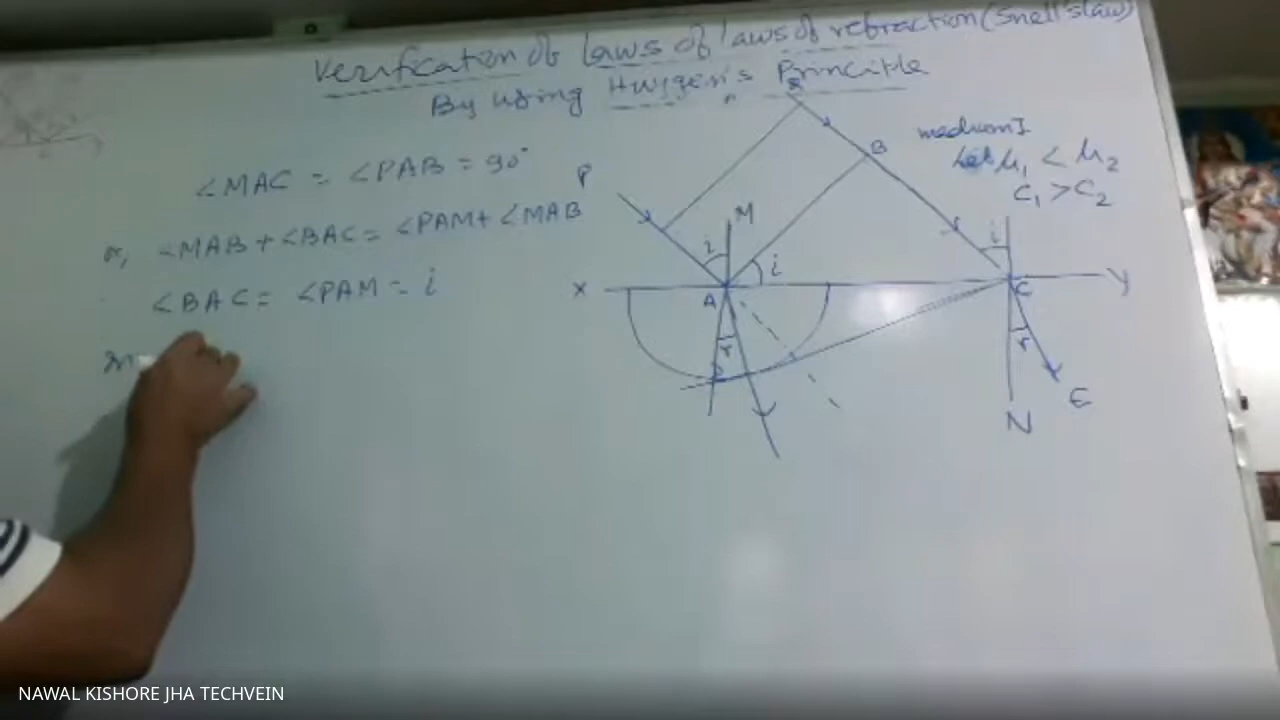 Verification of laws of laws of refraction (Snell's law)
By using Huygen's Principle
∠MAC = ∠PAB = 90°
or, ∠MAB + ∠BAC = ∠PAM + ∠MAB
∠BAC = ∠PAM = i
medium I
Let μ₁ < μ₂
C₁ > C₂
P
B
M
i
i
i
X
A
C
Y
r
r
D
E
N
NAWAL KISHORE JHA TECHVEIN